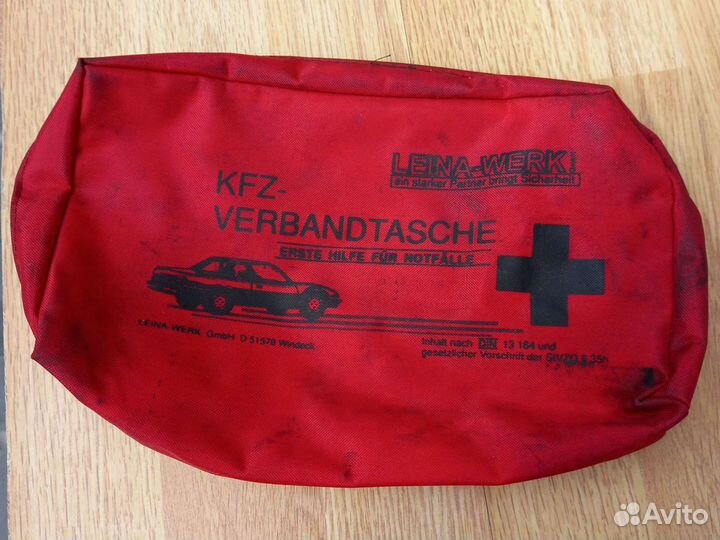 LEINA-WERK
ein starker Partner bringt Sicherheit
KFZ-
VERBANDTASCHE
ERSTE HILFE FÜR NOTFÄLLE
LEINA-WERK GmbH D 51578 Windeck
Inhalt nach DIN 13 164 und
gesetzlicher Vorschrift der StVZO § 35h
Avito